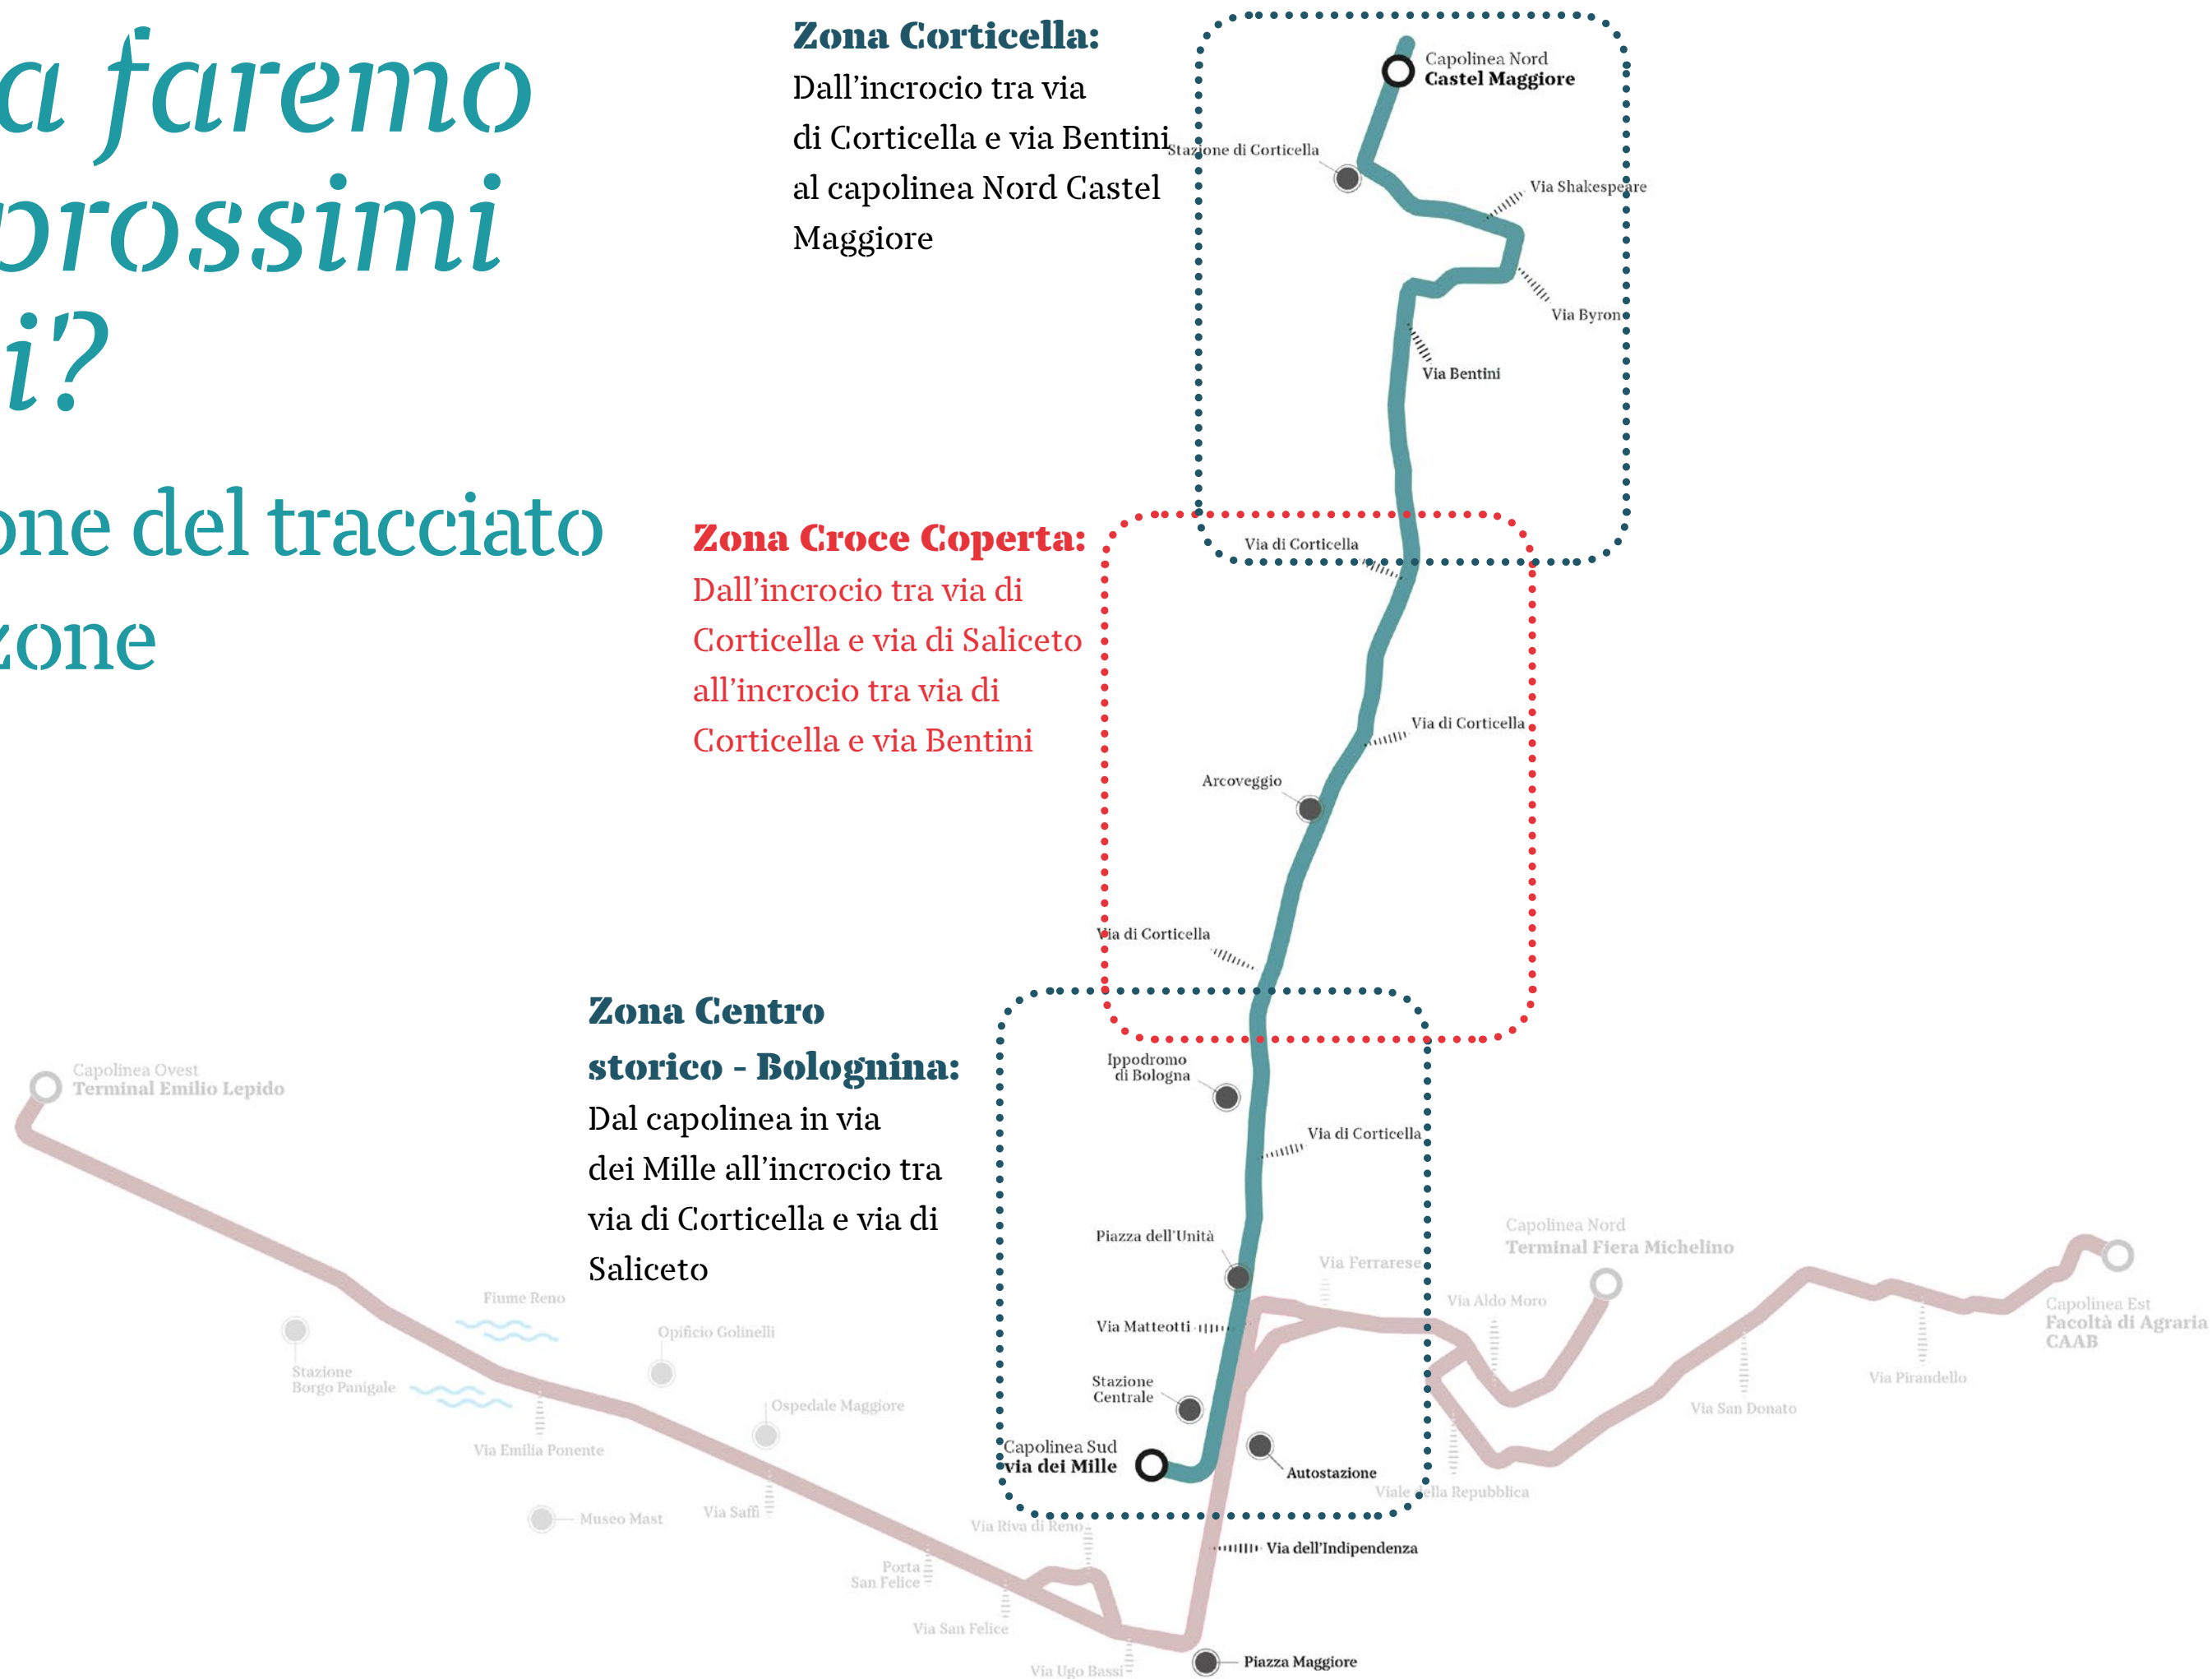 a faremo
prossimi
i?
one del tracciato
zone
Zona Corticella:
Dall'incrocio tra via
di Corticella e via Bentini
al capolinea Nord Castel
Maggiore
Capolinea Nord
Castel Maggiore
Stazione di Corticella
Via Shakespeare
Via Byron
Via Bentini
Zona Croce Coperta:
Dall'incrocio tra via di
Corticella e via di Saliceto
all'incrocio tra via di
Corticella e via Bentini
Via di Corticella
Via di Corticella
Arcoveggio
Via di Corticella
Zona Centro
storico - Bolognina:
Dal capolinea in via
dei Mille all'incrocio tra
via di Corticella e via di
Saliceto
Ippodromo
di Bologna
Via di Corticella
Piazza dell'Unità
Via Matteotti
Stazione
Centrale
Capolinea Sud
via dei Mille
Autostazione
Via dell'Indipendenza
Piazza Maggiore
Capolinea Ovest
Terminal Emilio Lepido
Fiume Reno
Stazione
Borgo Panigale
Opificio Golinelli
Via Emilia Ponente
Ospedale Maggiore
Museo Mast
Via Saffi
Porta
San Felice
Via Riva di Reno
Via San Felice
Via Ugo Bassi
Via Ferrarese
Capolinea Nord
Terminal Fiera Michelino
Via Aldo Moro
Viale della Repubblica
Via San Donato
Via Pirandello
Capolinea Est
Facoltà di Agraria
CAAB